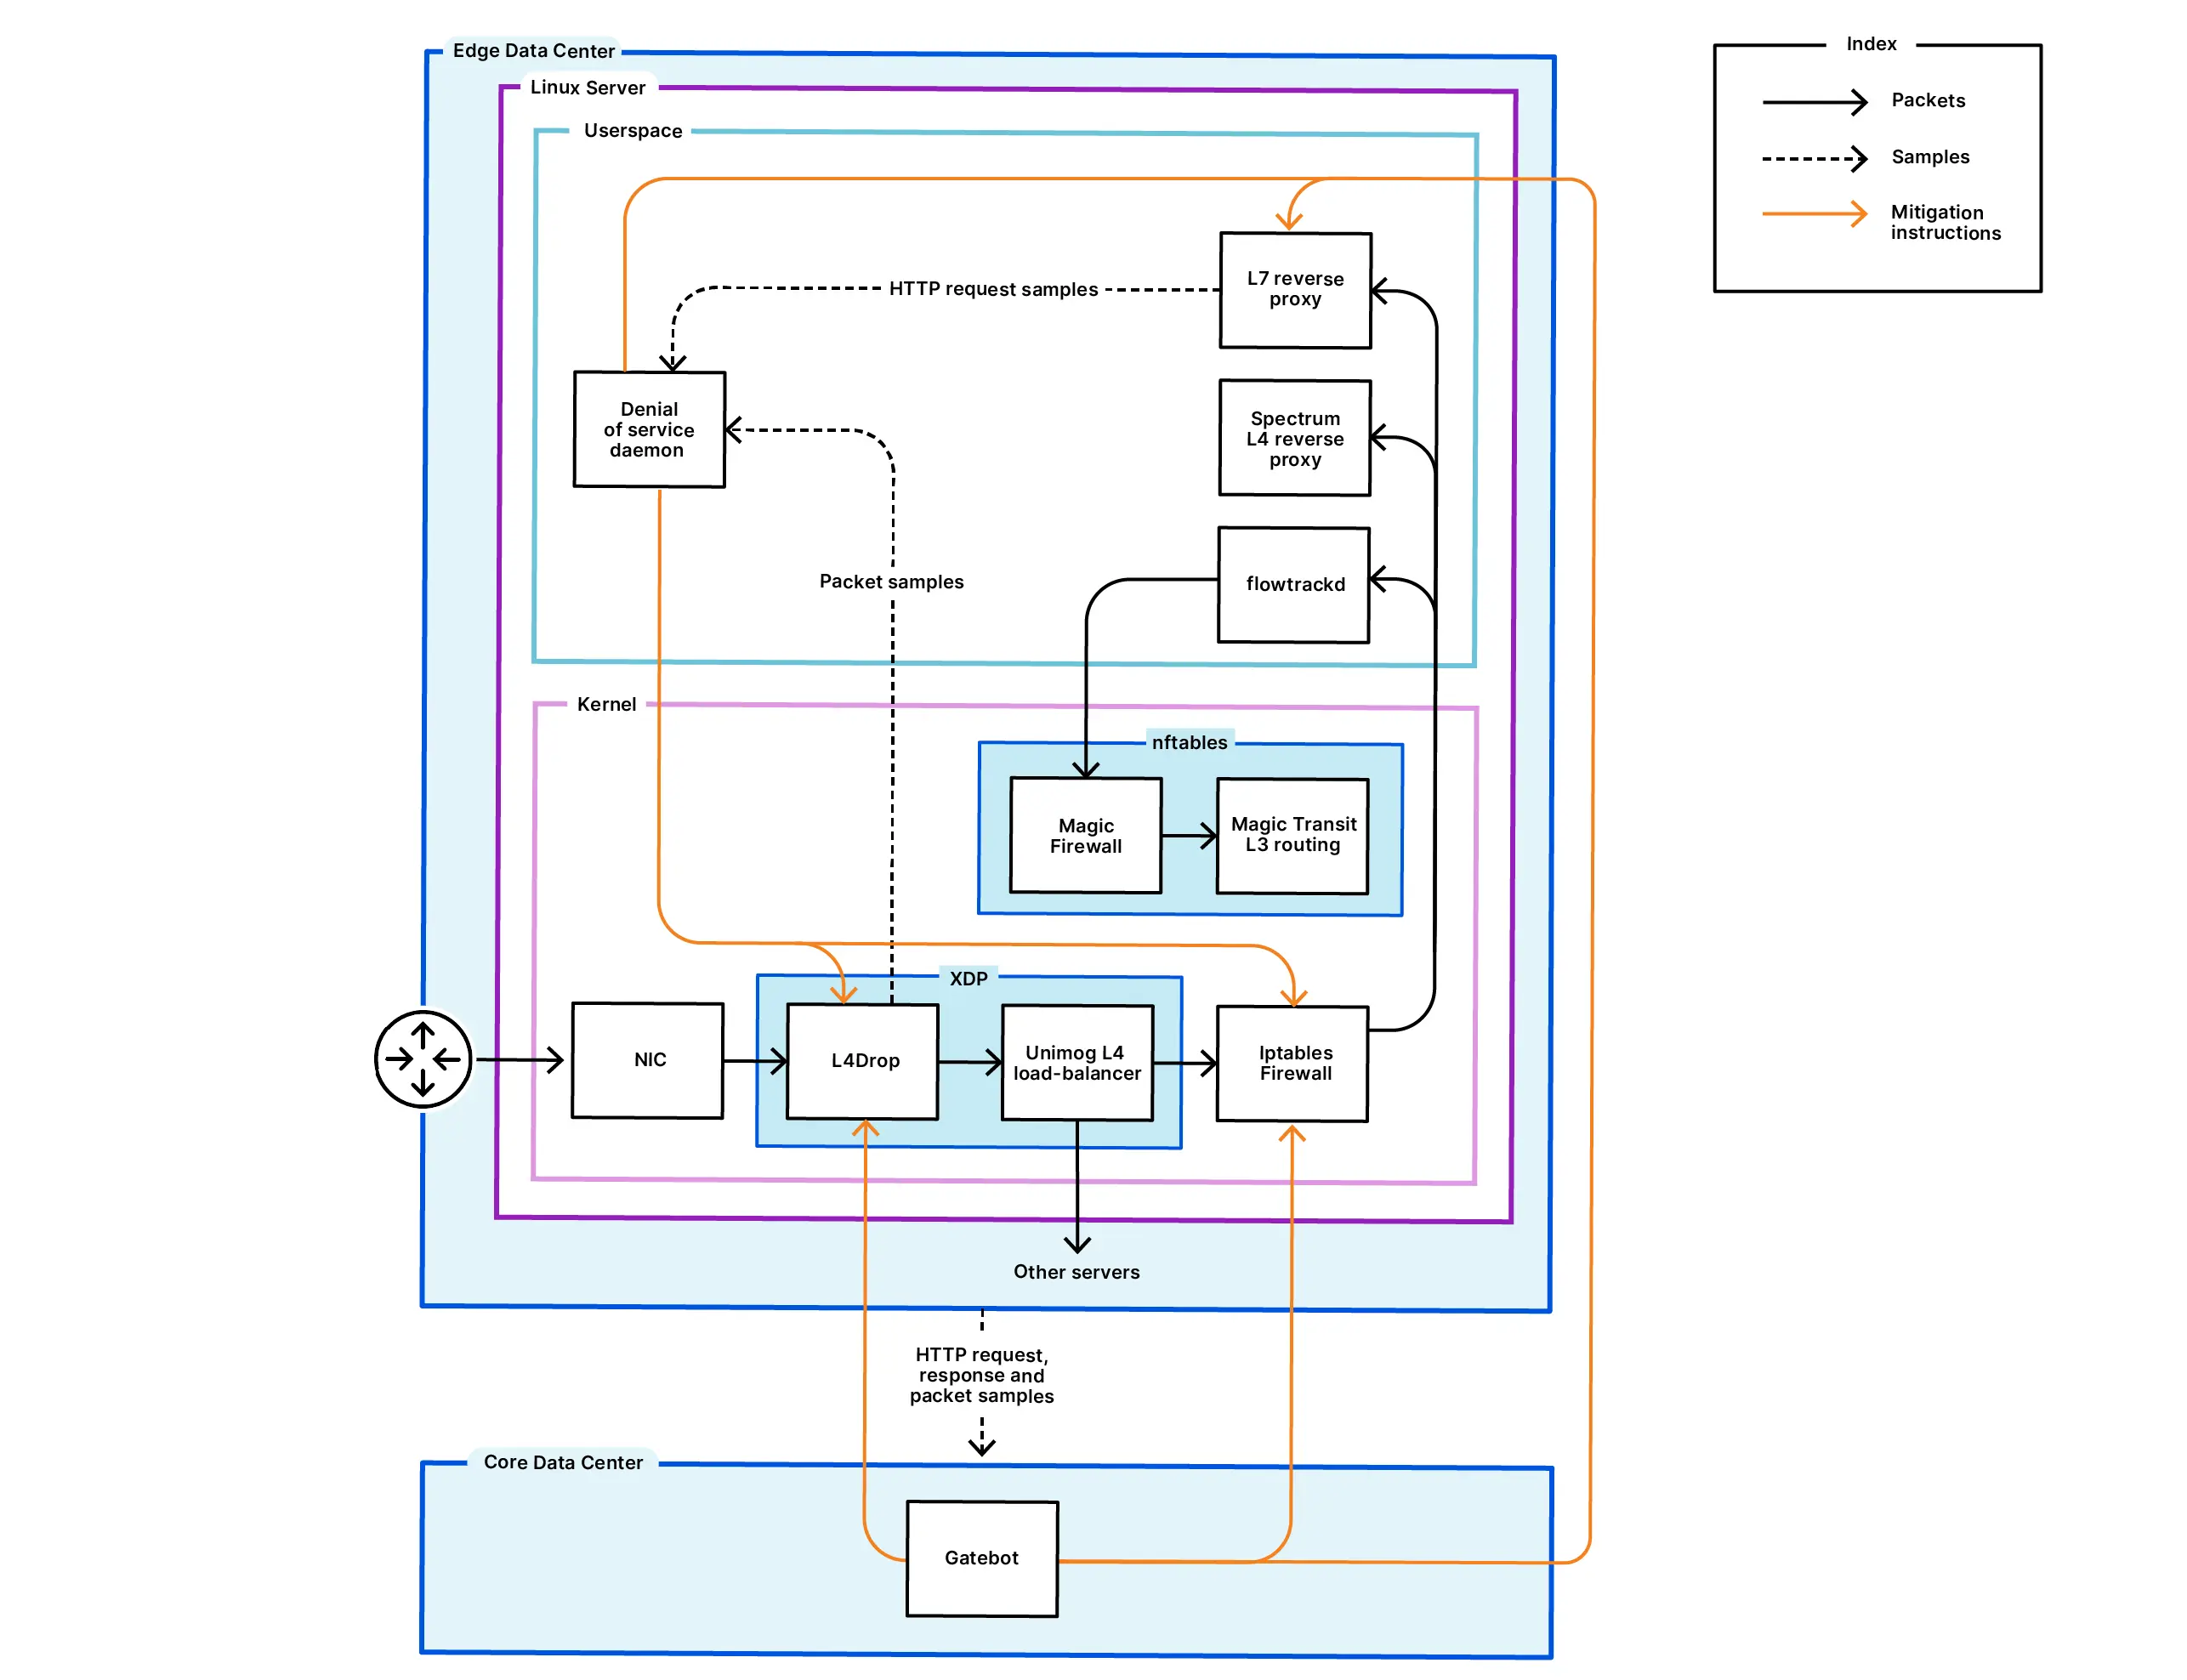 Edge Data Center
Linux Server
Userspace
Index
Packets
Samples
Mitigation
instructions
L7 reverse
proxy
HTTP request samples
Denial
of service
daemon
Spectrum
L4 reverse
proxy
Packet samples
flowtrackd
Kernel
nftables
Magic
Firewall
Magic Transit
L3 routing
XDP
NIC
L4Drop
Unimog L4
load-balancer
Iptables
Firewall
Other servers
HTTP request,
response and
packet samples
Core Data Center
Gatebot